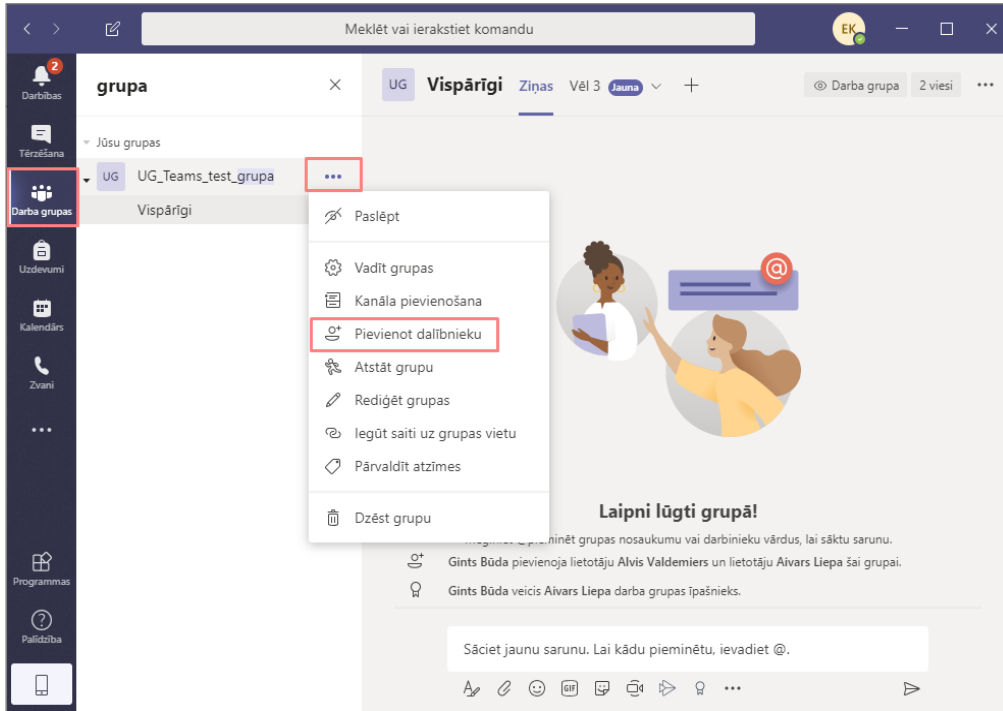 Meklēt vai ierakstiet komandu
EK
2
Darbības
Tērzēšana
Darba grupas
Uzdevumi
Kalendārs
Zvani
Programmas
Palīdzība
grupa
Jūsu grupas
UG UG_Teams_test_grupa
Vispārīgi
Paslēpt
Vadīt grupas
Kanāla pievienošana
Pievienot dalībnieku
Atstāt grupu
Rediģēt grupas
Iegūt saiti uz grupas vietu
Pārvaldīt atzīmes
Dzēst grupu
UG Vispārīgi Ziņas Vēl 3 Jauna Darba grupa 2 viesi
@
Laipni lūgti grupā!
grupas nosaukumu vai darbinieku vārdus, lai sāktu sarunu.
Gints Būda pievienoja lietotāju Alvis Valdemiers un lietotāju Aivars Liepa šai grupai.
Gints Būda veicis Aivars Liepa darba grupas īpašnieks.
Sāciet jaunu sarunu. Lai kādu pieminētu, ievadiet @.
GIF